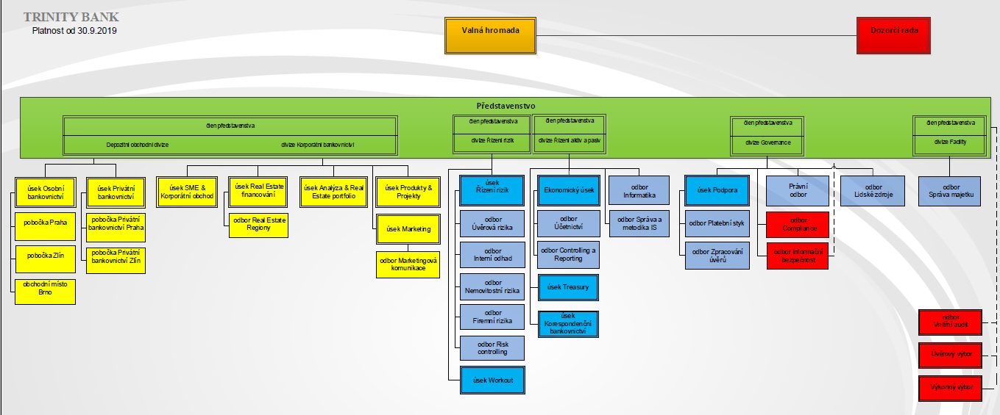 TRINITY BANK
Platnost od 30.9.2019
Valná hromada
Dozorčí rada
Představenstvo
člen představenstva
Depozitní obchodní divize
divize Korporátní bankovnictví
člen představenstva
divize Řízení rizik
člen představenstva
divize Řízení aktiv a pasiv
člen představenstva
divize Governance
člen představenstva
divize Facility
úsek Osobní
bankovnictví
pobočka Praha
pobočka Zlín
obchodní místo
Brno
úsek Privátní
bankovnictví
pobočka Privátní
bankovnictví Praha
pobočka Privátní
bankovnictví Zlín
úsek SME &
Korporátní obchod
úsek Real Estate
financování
odbor Real Estate
Regiony
úsek Analýza & Real
Estate portfolio
úsek Produkty &
Projekty
úsek Marketing
odbor Marketingová
komunikace
úsek
Řízení rizik
odbor
Úvěrová rizika
odbor
Interní odhad
odbor
Nemovitostní rizika
odbor
Firemní rizika
odbor Risk
controlling
úsek Workout
Ekonomický úsek
odbor
Účetnictví
odbor Controlling a
Reporting
úsek Treasury
úsek
Korespondenční
bankovnictví
odbor
Informatika
odbor Správa a
metodika IS
úsek Podpora
odbor Platební styk
odbor Zpracování
úvěrů
Právní
odbor
odbor
Compliance
odbor Informační
bezpečnost
odbor
Lidské zdroje
odbor
Správa majetku
odbor
Vnitřní audit
Úvěrový výbor
Výkonný výbor